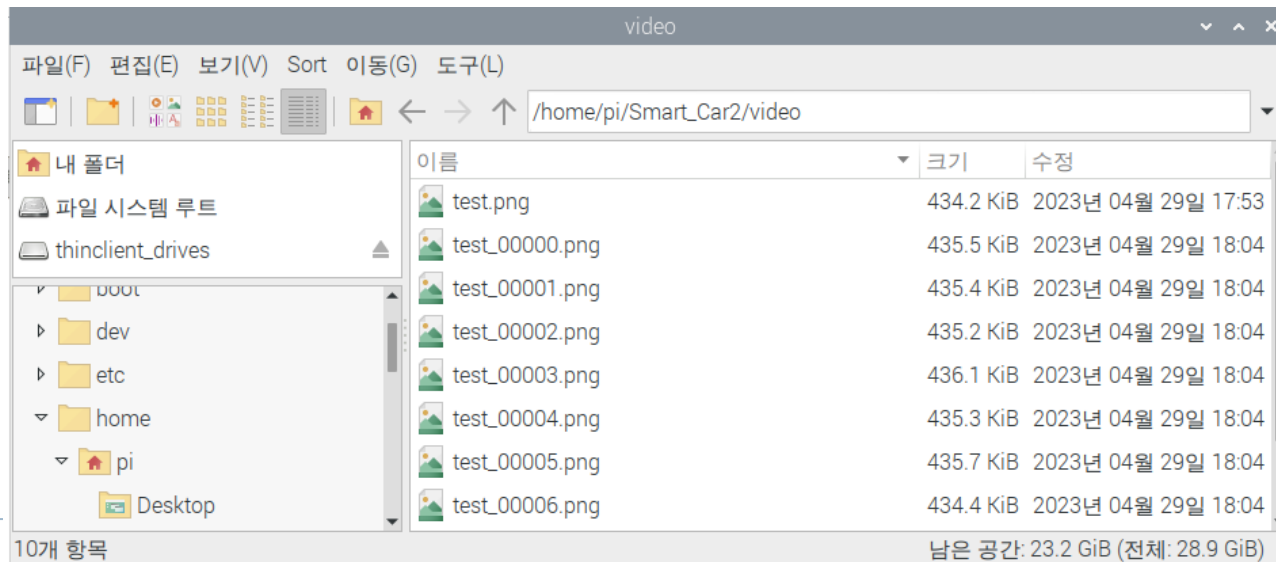 video
파일(F) 편집(E) 보기(V) Sort 이동(G) 도구(L)
/home/pi/Smart_Car2/video
내 폴더
파일 시스템 루트
thinclient_drives
boot
dev
etc
home
pi
Desktop
이름 크기 수정
test.png 434.2 KiB 2023년 04월 29일 17:53
test_00000.png 435.5 KiB 2023년 04월 29일 18:04
test_00001.png 435.4 KiB 2023년 04월 29일 18:04
test_00002.png 435.2 KiB 2023년 04월 29일 18:04
test_00003.png 436.1 KiB 2023년 04월 29일 18:04
test_00004.png 435.3 KiB 2023년 04월 29일 18:04
test_00005.png 435.7 KiB 2023년 04월 29일 18:04
test_00006.png 434.4 KiB 2023년 04월 29일 18:04
10개 항목
남은 공간: 23.2 GiB (전체: 28.9 GiB)